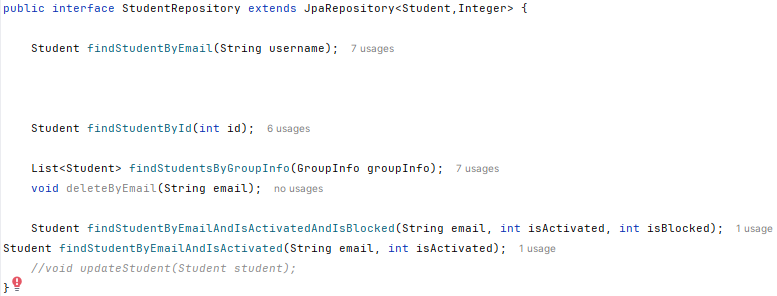 public interface StudentRepository extends JpaRepository<Student,Integer> {
Student findStudentByEmail(String username); 7 usages
Student findStudentById(int id); 6 usages
List<Student> findStudentsByGroupInfo(GroupInfo groupInfo); 7 usages
void deleteByEmail(String email); no usages
Student findStudentByEmailAndIsActivatedAndIsBlocked(String email, int isActivated, int isBlocked); 1 usage
Student findStudentByEmailAndIsActivated(String email, int isActivated); 1 usage
//void updateStudent(Student student);
}